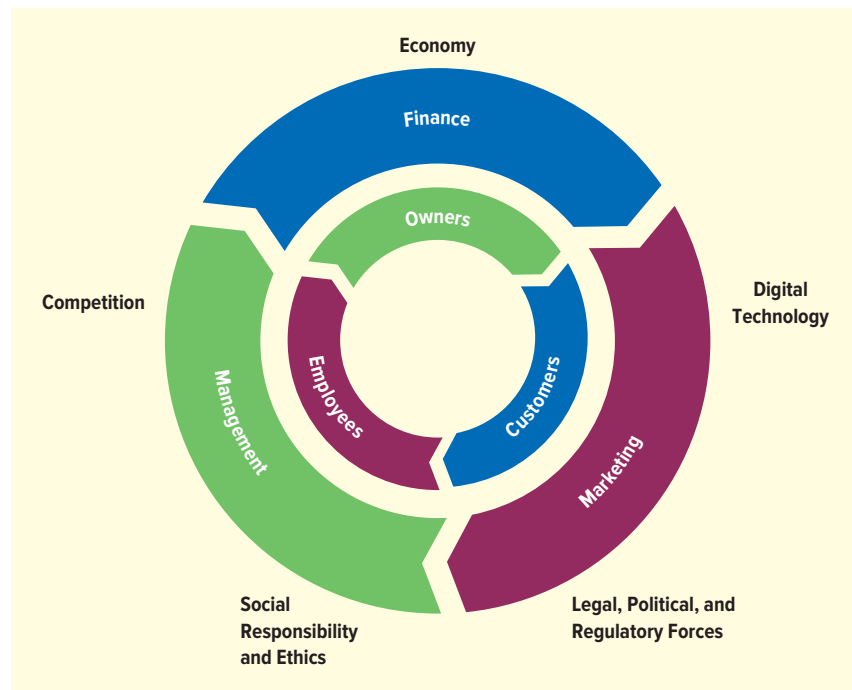 Economy
Finance
Owners
Competition
Digital
Technology
Employees
Customers
Management
Marketing
Social
Responsibility
and Ethics
Legal, Political, and
Regulatory Forces